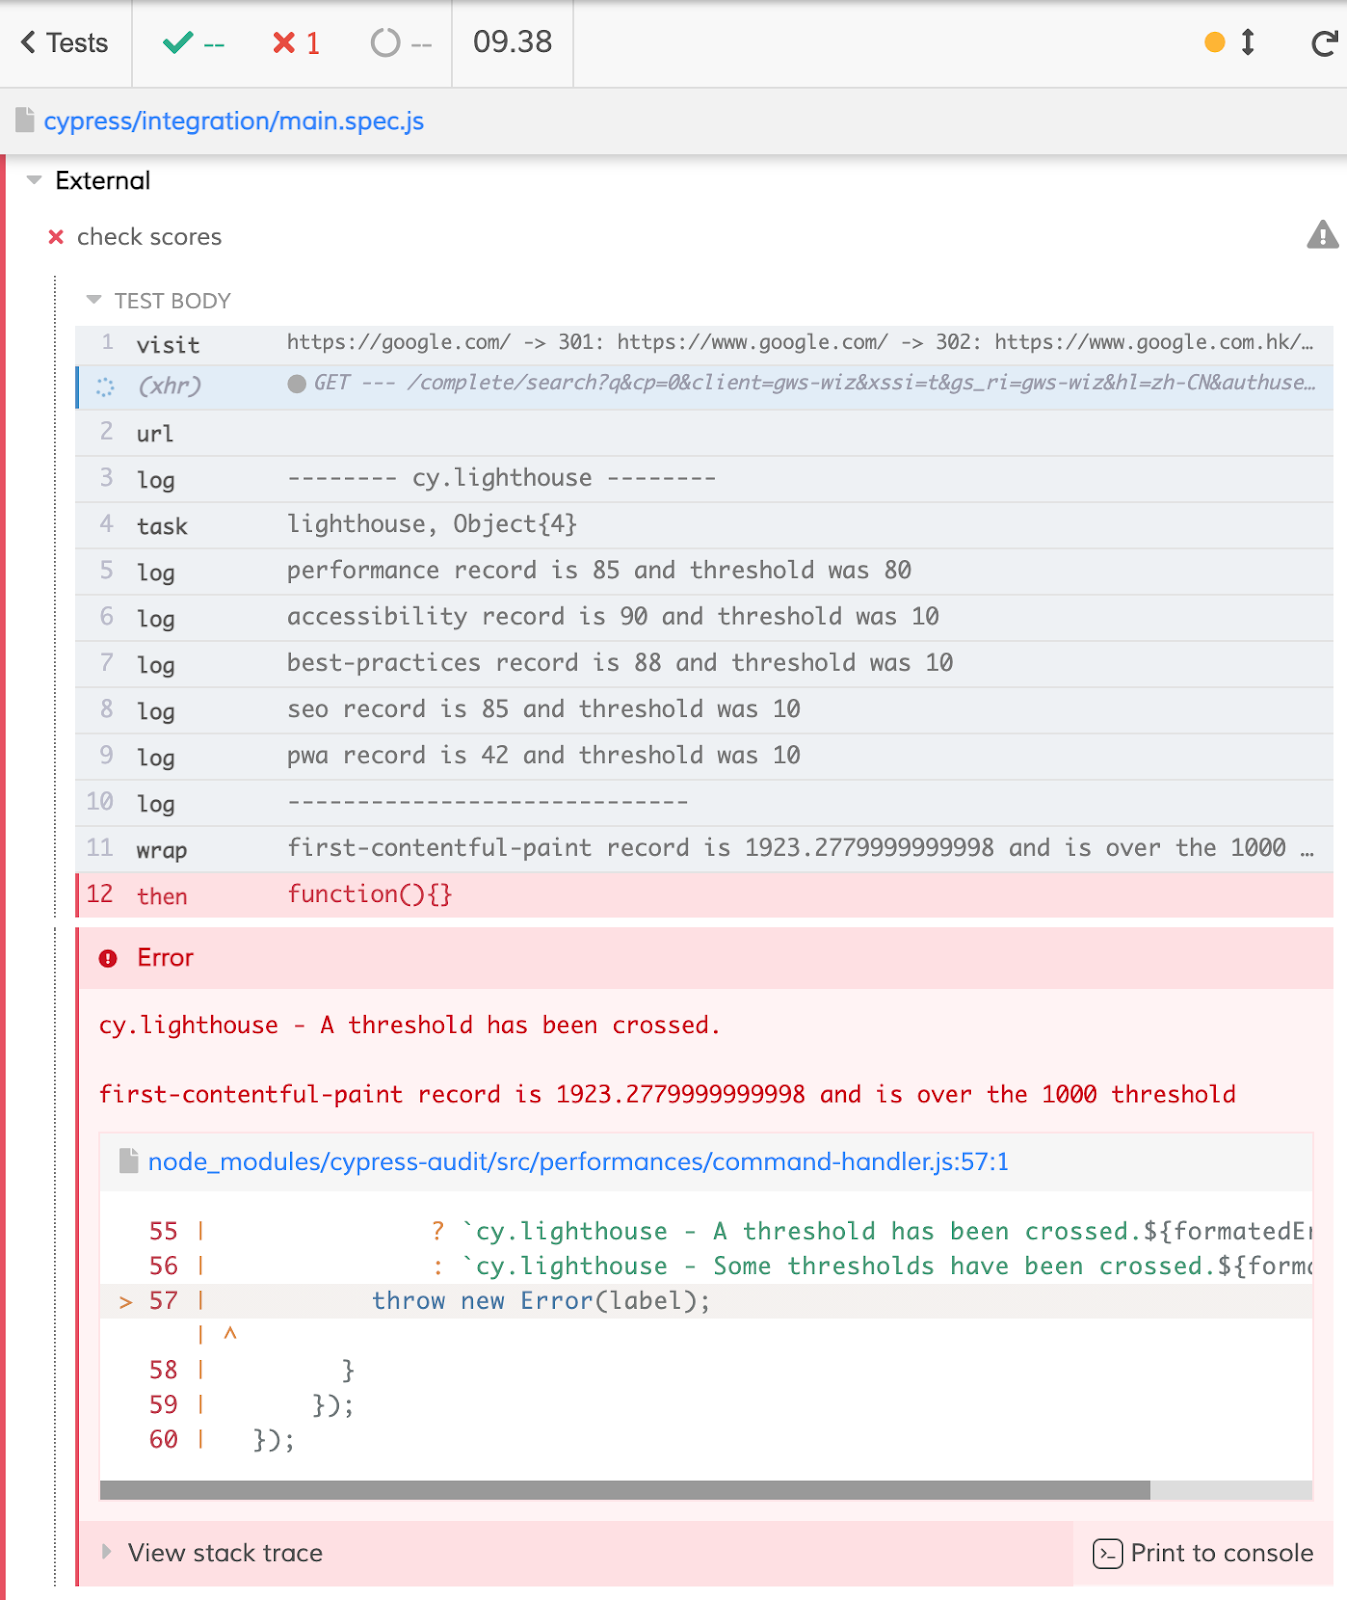 Tests -- 1 -- 09.38
cypress/integration/main.spec.js
External
check scores
TEST BODY
1 visit https://google.com/ -> 301: https://www.google.com/ -> 302: https://www.google.com.hk/…
(xhr) GET --- /complete/search?q&cp=0&client=gws-wiz&xssi=t&gs_ri=gws-wiz&hl=zh-CN&authuse…
2 url
3 log -------- cy.lighthouse --------
4 task lighthouse, Object{4}
5 log performance record is 85 and threshold was 80
6 log accessibility record is 90 and threshold was 10
7 log best-practices record is 88 and threshold was 10
8 log seo record is 85 and threshold was 10
9 log pwa record is 42 and threshold was 10
10 log -----------------------------
11 wrap first-contentful-paint record is 1923.2779999999998 and is over the 1000 …
12 then function(){}
Error
cy.lighthouse - A threshold has been crossed.
first-contentful-paint record is 1923.2779999999998 and is over the 1000 threshold
node_modules/cypress-audit/src/performances/command-handler.js:57:1
55 | ? `cy.lighthouse - A threshold has been crossed.${formatedEr
56 | : `cy.lighthouse - Some thresholds have been crossed.${forma
> 57 | throw new Error(label);
| ^
58 | }
59 | });
60 | });
View stack trace
Print to console